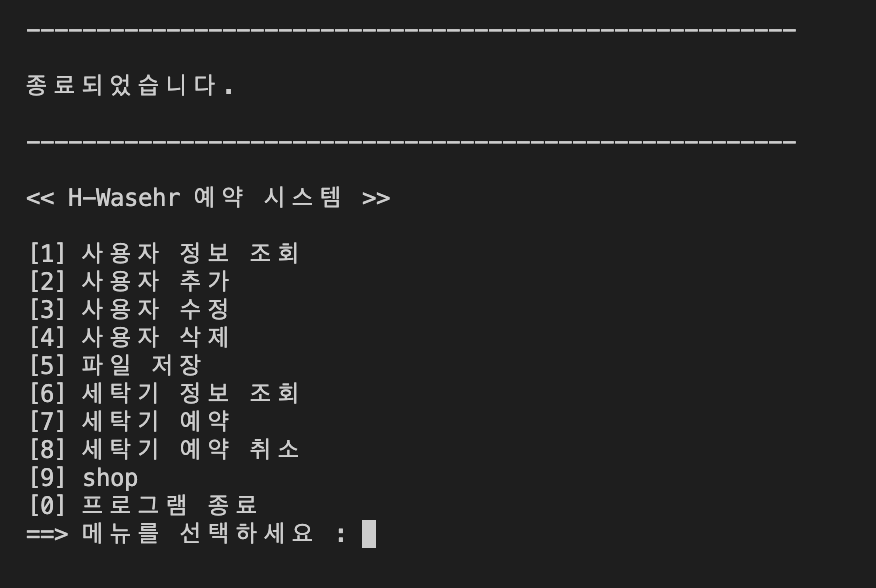 -------------------------------------------------------
종료되었습니다.
-------------------------------------------------------
<< H-Wasehr 예약 시스템 >>
[1] 사용자 정보 조회
[2] 사용자 추가
[3] 사용자 수정
[4] 사용자 삭제
[5] 파일 저장
[6] 세탁기 정보 조회
[7] 세탁기 예약
[8] 세탁기 예약 취소
[9] shop
[0] 프로그램 종료
==> 메뉴를 선택하세요 :